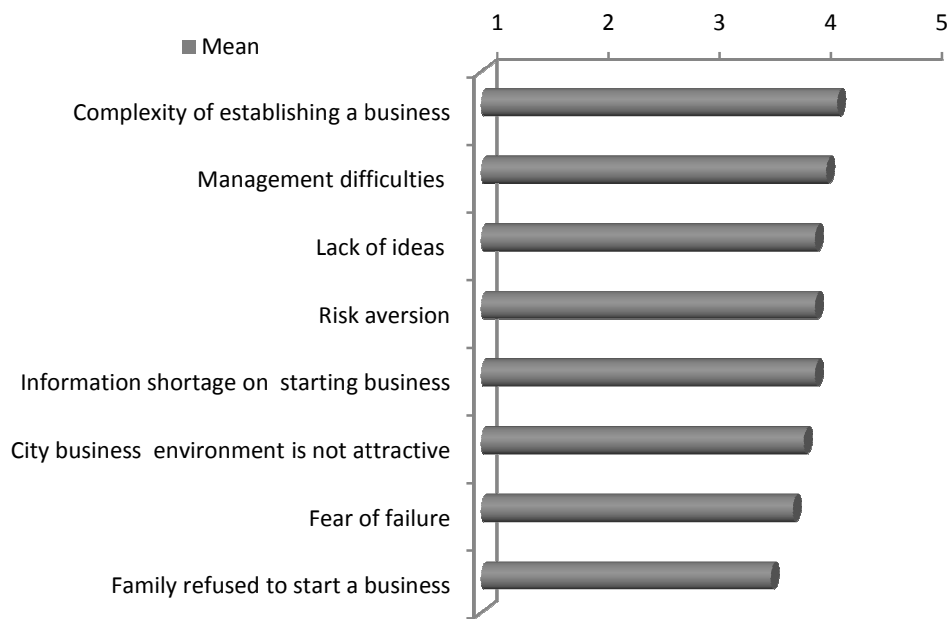 1 2 3 4 5
Mean
Complexity of establishing a business
Management difficulties
Lack of ideas
Risk aversion
Information shortage on  starting business
City business  environment is not attractive
Fear of failure
Family refused to start a business